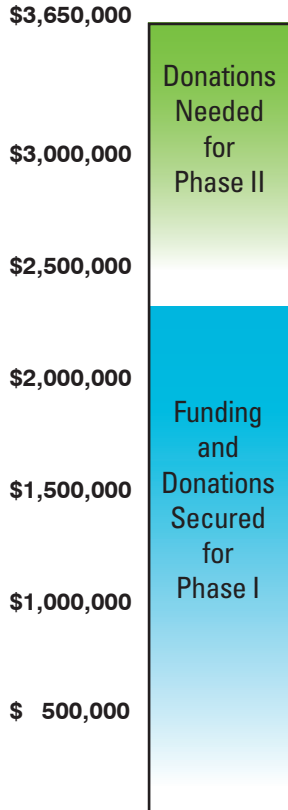 $3,650,000
Donations
Needed
for
Phase II
$3,000,000
$2,500,000
$2,000,000
Funding
and
Donations
Secured
for
Phase I
$1,500,000
$1,000,000
$ 500,000